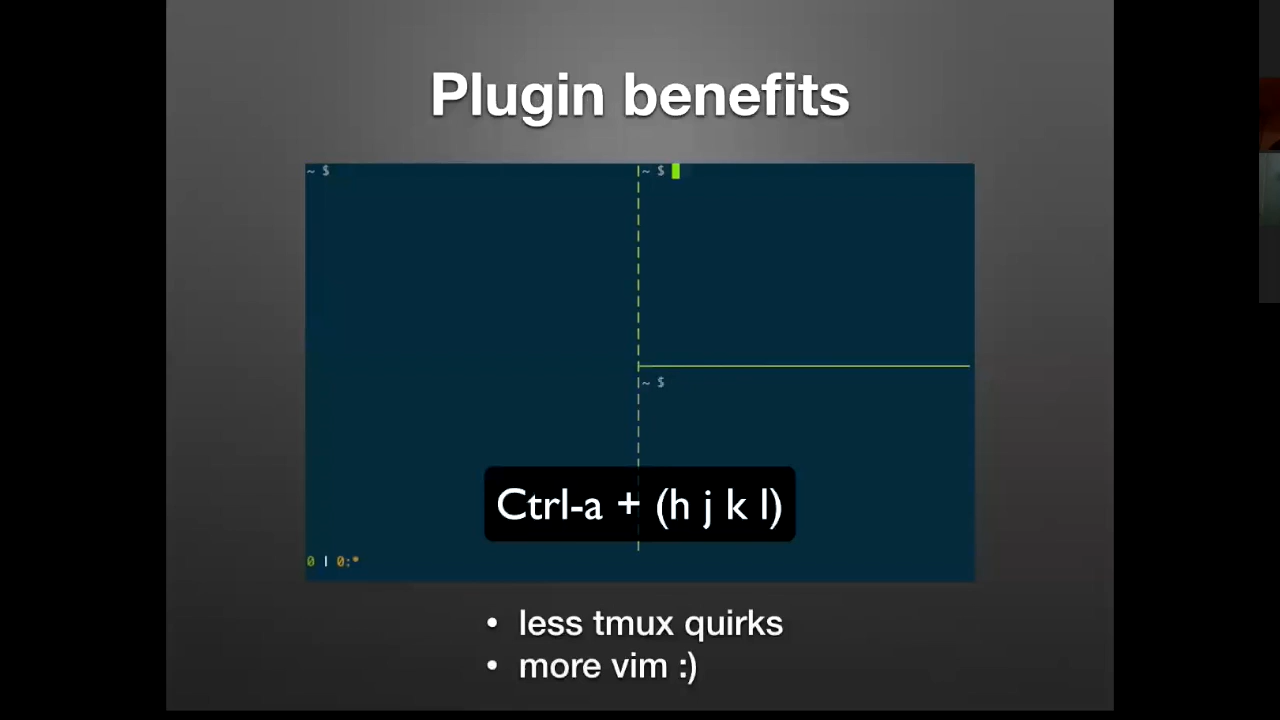 Plugin benefits
~ $
~ $
~ $
Ctrl-a + (h j k l)
0 | 0:*
• less tmux quirks
• more vim :)